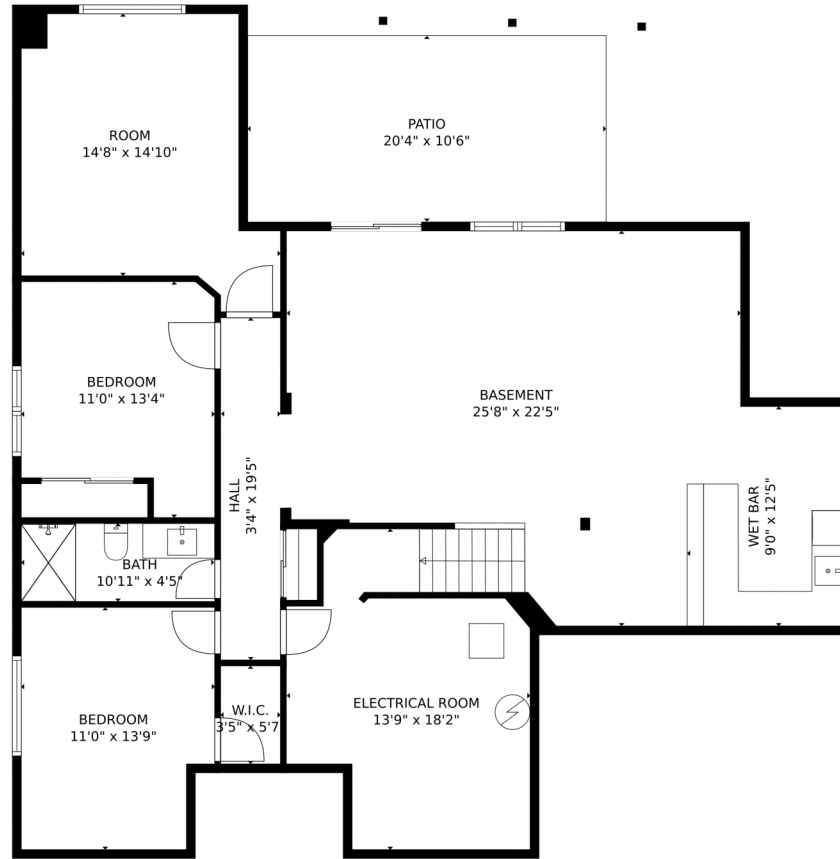 ROOM
14'8" x 14'10"
PATIO
20'4" x 10'6"
BEDROOM
11'0" x 13'4"
BASEMENT
25'8" x 22'5"
HALL
3'4" x 19'5"
WET BAR
9'0" x 12'5"
BATH
10'11" x 4'5"
BEDROOM
11'0" x 13'9"
W.I.C.
3'5" x 5'7
ELECTRICAL ROOM
13'9" x 18'2"